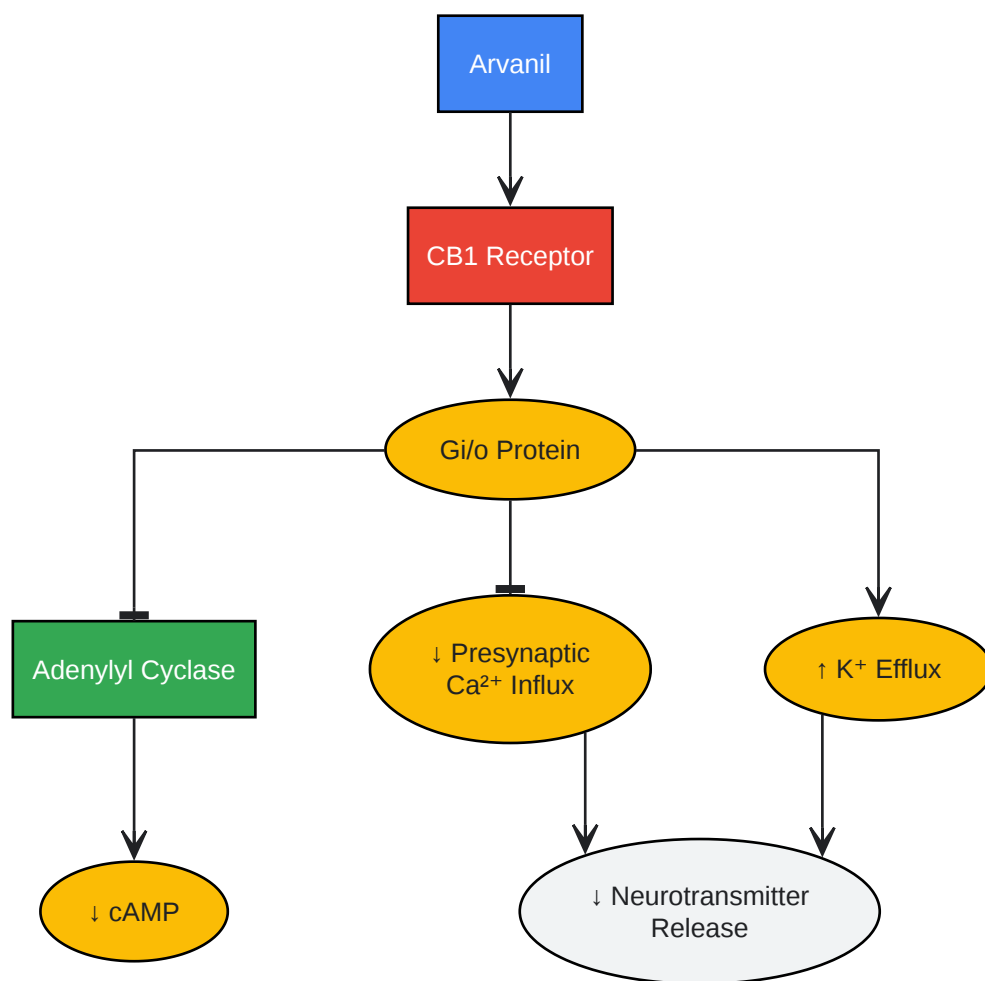 Arvanil
CB1 Receptor
Gi/o Protein
Adenylyl Cyclase
↓ Presynaptic
Ca²⁺ Influx
↑ K⁺ Efflux
↓ cAMP
↓ Neurotransmitter
Release